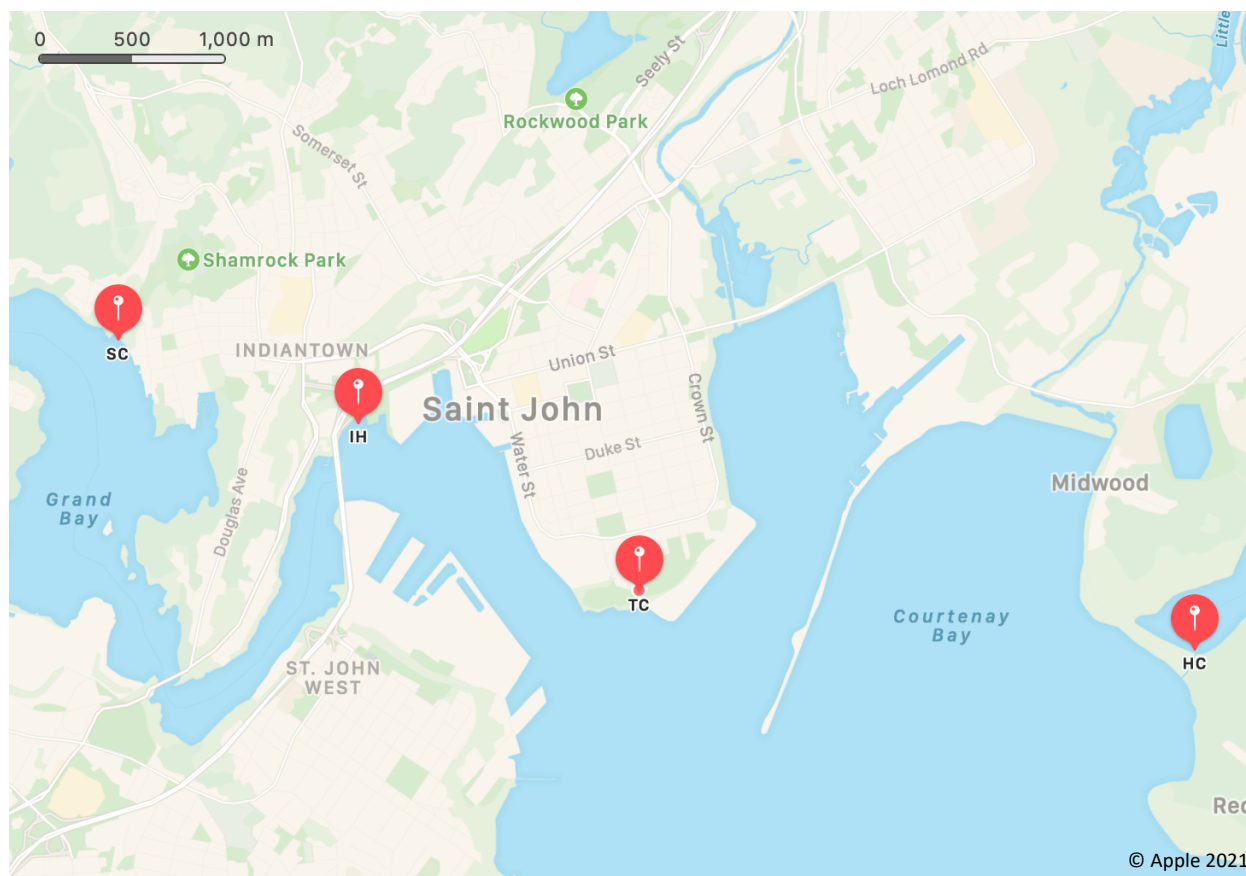 0 500 1,000 m
Seely St
Little
Loch Lomond Rd
Rockwood Park
Somerset St
Shamrock Park
SC
INDIANTOWN
Union St
IH
Saint John
Crown St
Water St
Duke St
Midwood
Grand
Bay
Douglas Ave
TC
Courtenay
Bay
HC
ST. JOHN
WEST
Rec
© Apple 2021